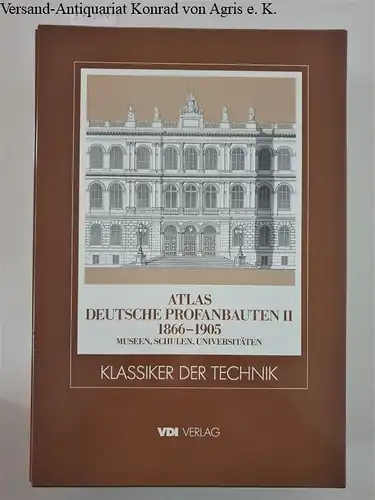 Versand-Antiquariat Konrad von Agris e. K.
ATLAS
DEUTSCHE PROFANBAUTEN II
1866–1905
MUSEEN, SCHULEN, UNIVERSITÄTEN
KLASSIKER DER TECHNIK
VDI VERLAG